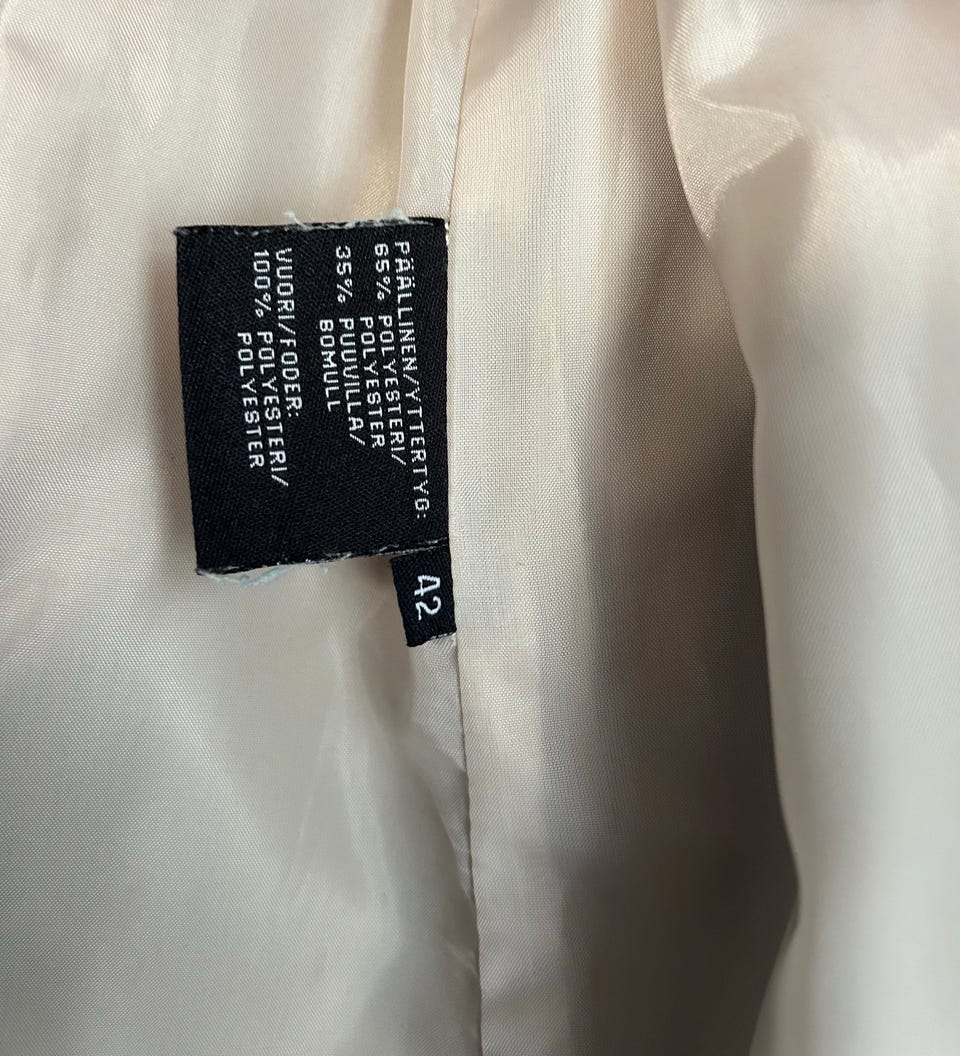 PÄÄLLINEN/YTTERTYG:
65% POLYESTERI/
POLYESTER
35% PUUVILLA/
BOMULL
VUORI/FODER:
100% POLYESTERI/
POLYESTER
42